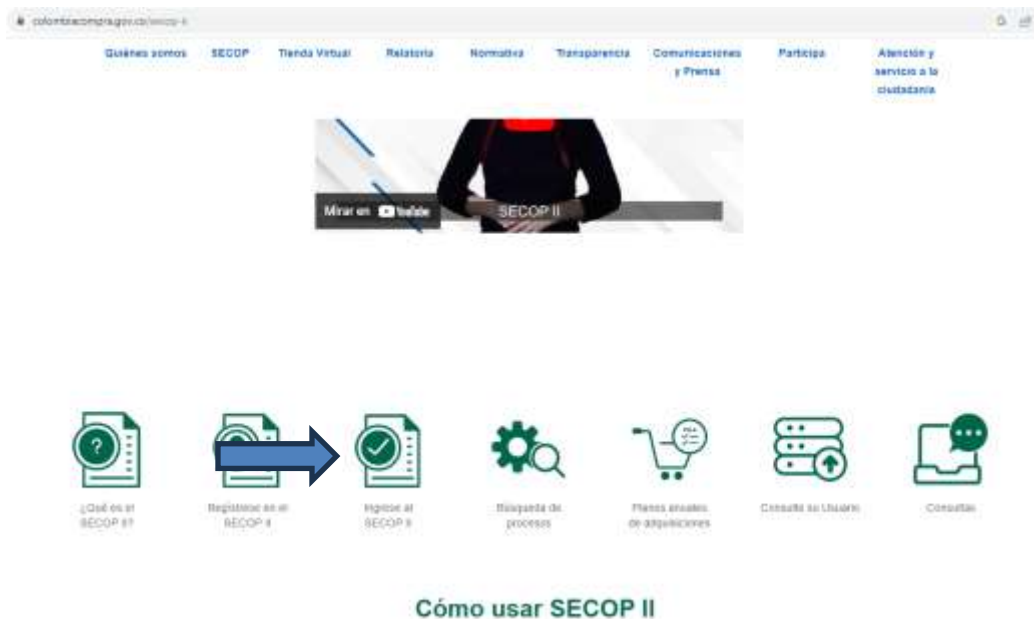 colombiacompra.gov.co/secop-ii
Quiénes somos SECOP Tienda Virtual Relatoría Normativa Transparencia Comunicaciones y Prensa Participa Atención y servicio a la ciudadanía
Mirar en YouTube
SECOP II
¿Qué es el SECOP II?
Regístrese en el SECOP II
Ingrese al SECOP II
Búsqueda de procesos
Planes anuales de adquisiciones
Consulte su Usuario
Consultas
Cómo usar SECOP II